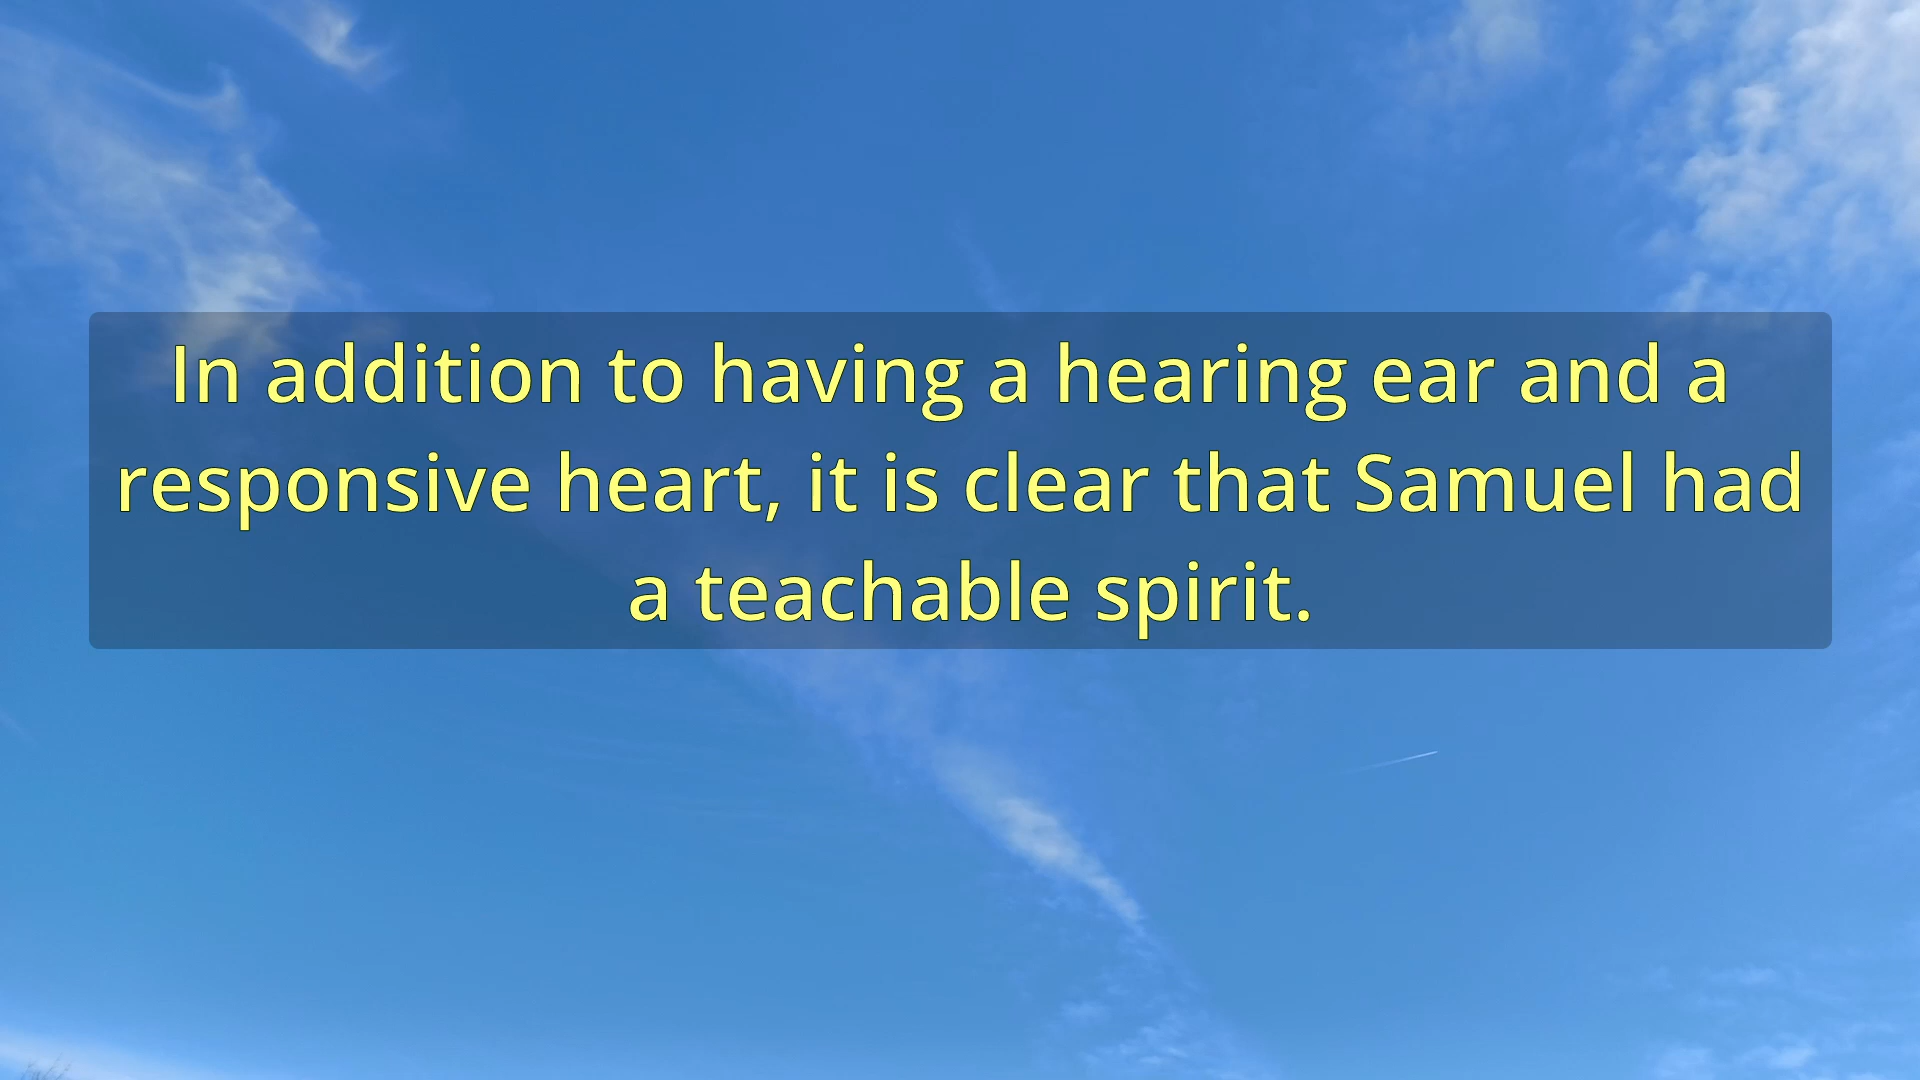 In addition to having a hearing ear and a
responsive heart, it is clear that Samuel had
a teachable spirit.